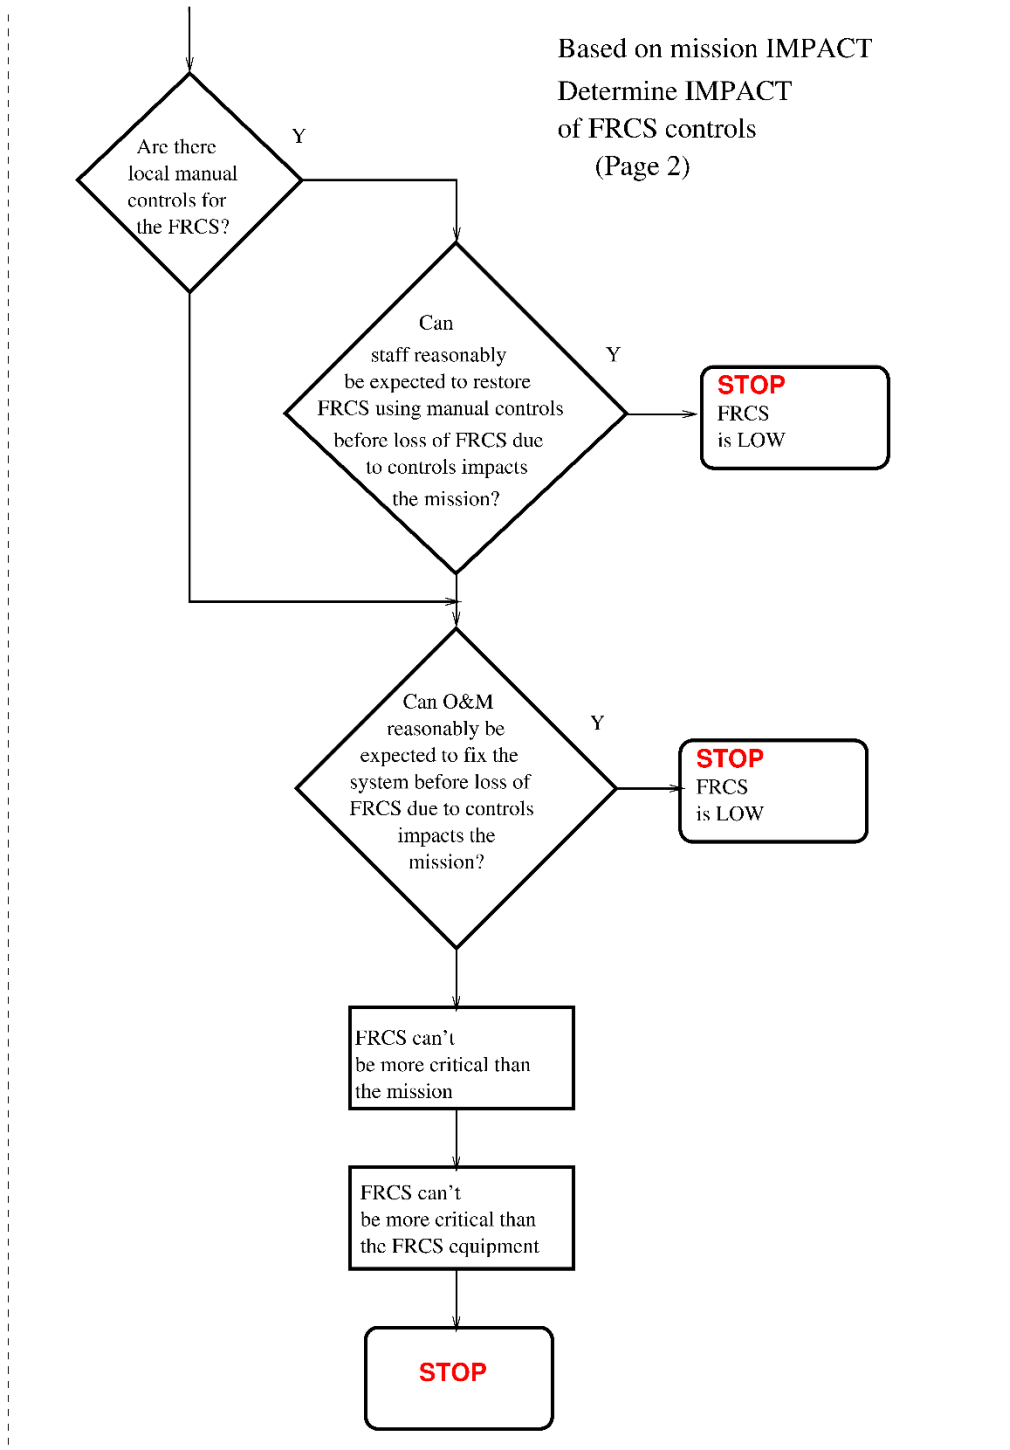 Based on mission IMPACT
Determine IMPACT
of FRCS controls
(Page 2)
Are there
local manual
controls for
the FRCS?
Y
Can
staff reasonably
be expected to restore
FRCS using manual controls
before loss of FRCS due
to controls impacts
the mission?
Y
STOP
FRCS
is LOW
Can O&M
reasonably be
expected to fix the
system before loss of
FRCS due to controls
impacts the
mission?
Y
STOP
FRCS
is LOW
FRCS can't
be more critical than
the mission
FRCS can't
be more critical than
the FRCS equipment
STOP